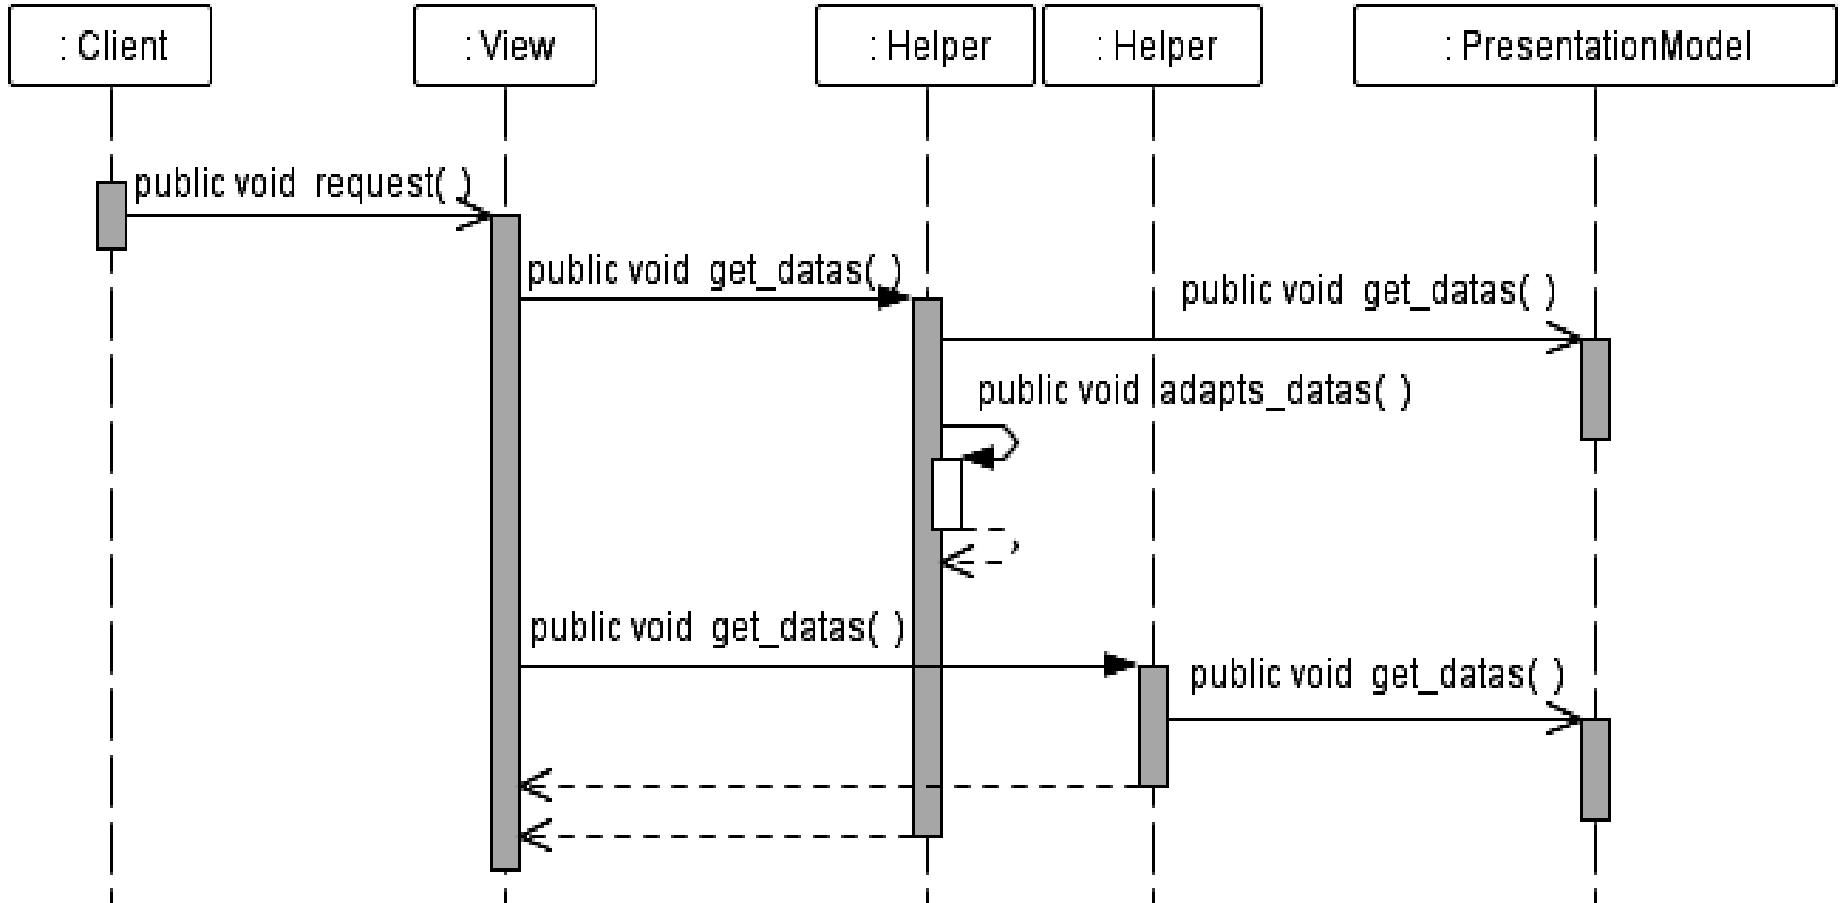 : Client
: View
: Helper
: Helper
: PresentationModel
public void request( )
public void get_datas( )
public void get_datas( )
public void adapts_datas( )
public void get_datas( )
public void get_datas( )